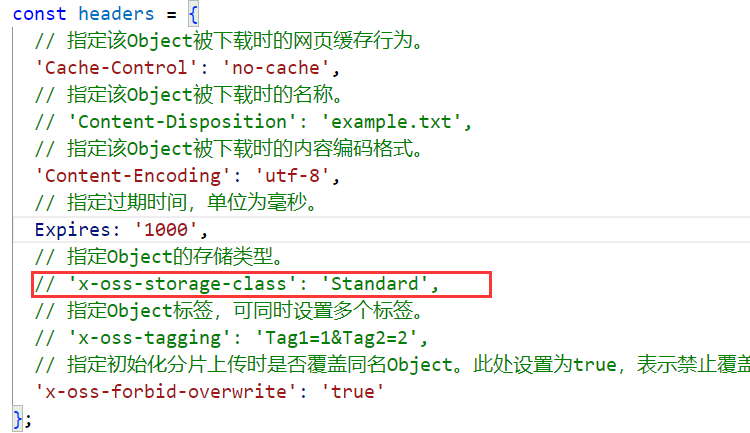 const headers = {
// 指定该Object被下载时的网页缓存行为。
'Cache-Control': 'no-cache',
// 指定该Object被下载时的名称。
// 'Content-Disposition': 'example.txt',
// 指定该Object被下载时的内容编码格式。
'Content-Encoding': 'utf-8',
// 指定过期时间，单位为毫秒。
Expires: '1000',
// 指定Object的存储类型。
// 'x-oss-storage-class': 'Standard',
// 指定Object标签，可同时设置多个标签。
// 'x-oss-tagging': 'Tag1=1&Tag2=2',
// 指定初始化分片上传时是否覆盖同名Object。此处设置为true，表示禁止覆盖
'x-oss-forbid-overwrite': 'true'
};